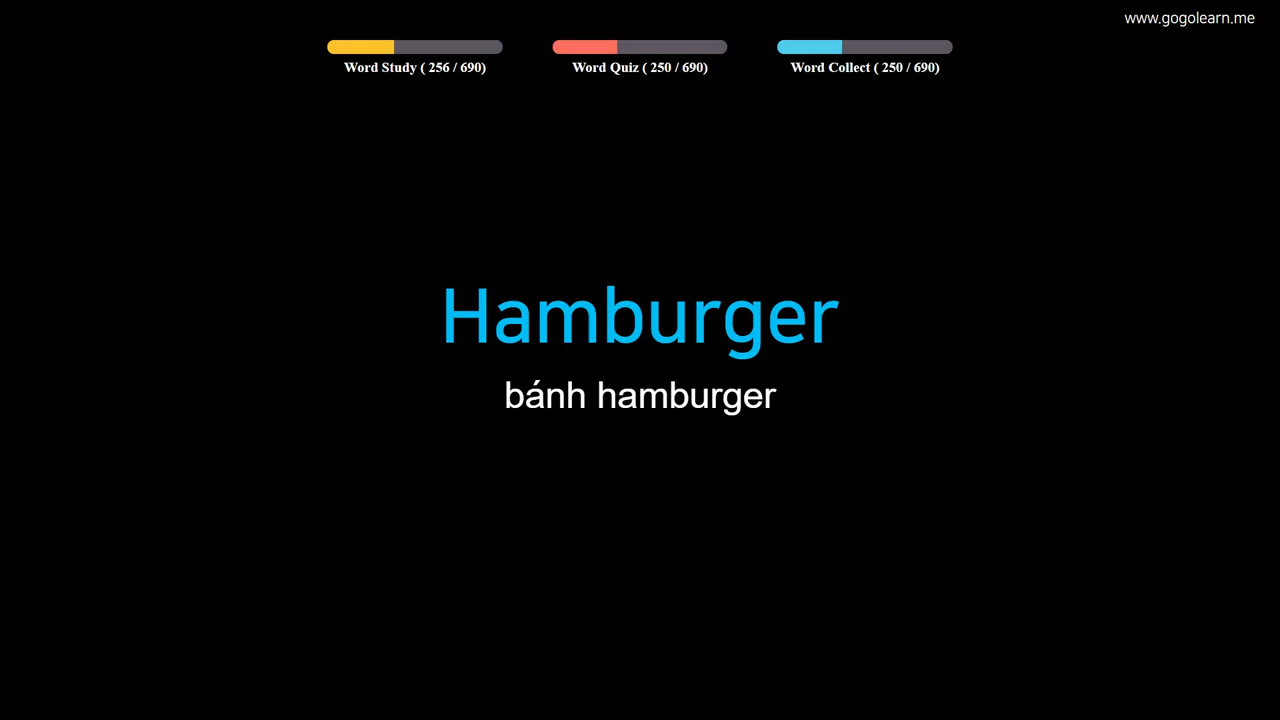 www.gogolearn.me
Word Study ( 256 / 690)
Word Quiz ( 250 / 690)
Word Collect ( 250 / 690)
Hamburger
bánh hamburger